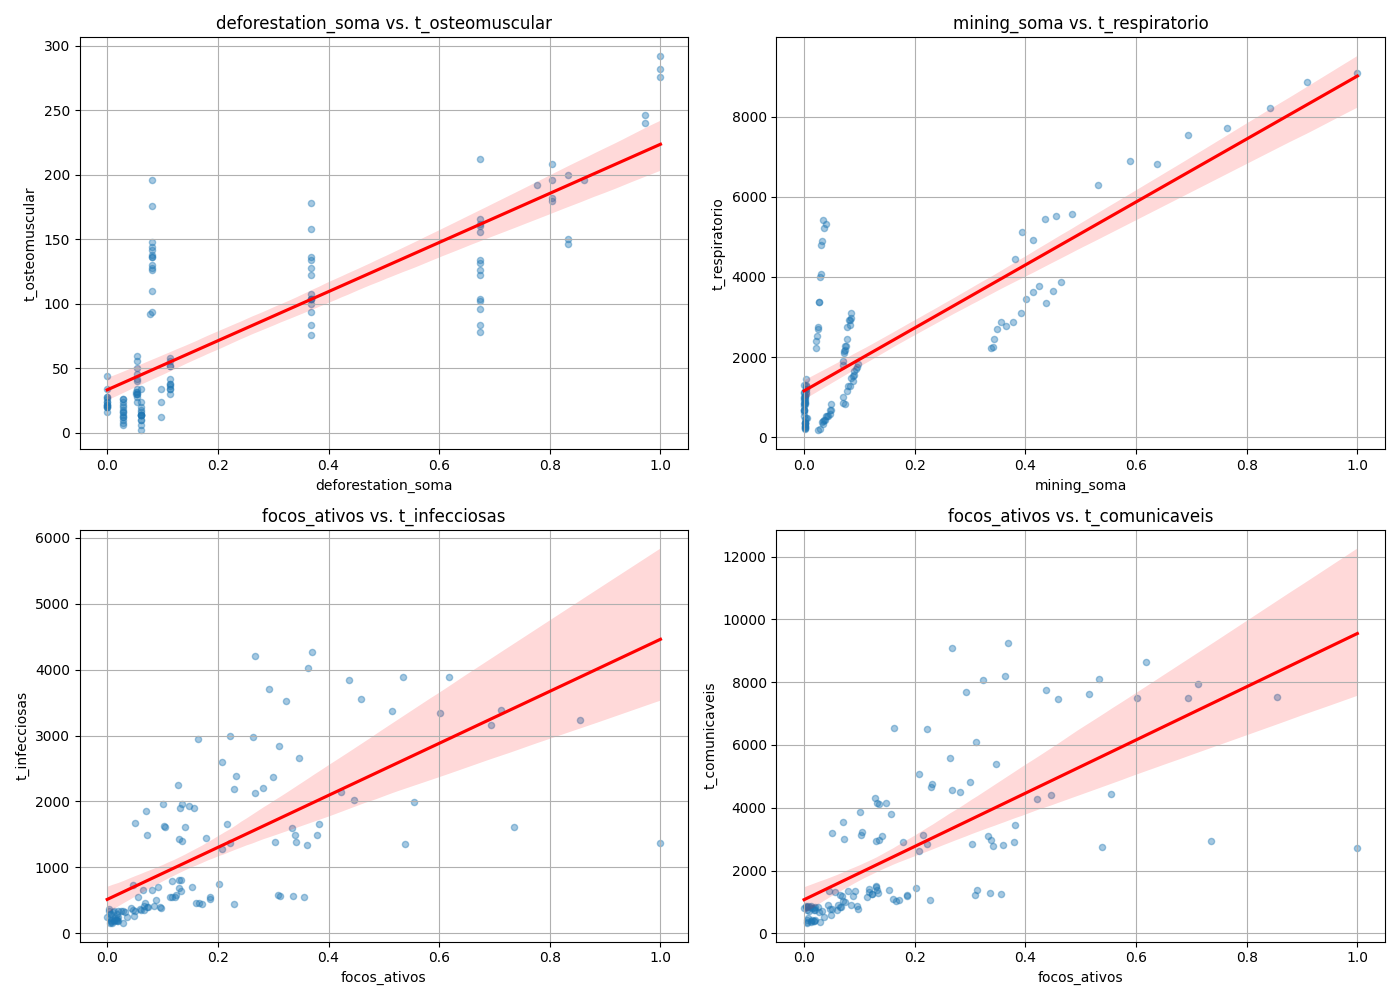 deforestation_soma vs. t_osteomuscular
300
250
200
150
100
50
0
t_osteomuscular
0.0 0.2 0.4 0.6 0.8 1.0
deforestation_soma
mining_soma vs. t_respiratorio
8000
6000
4000
2000
0
t_respiratorio
0.0 0.2 0.4 0.6 0.8 1.0
mining_soma
focos_ativos vs. t_infecciosas
6000
5000
4000
3000
2000
1000
0
t_infecciosas
0.0 0.2 0.4 0.6 0.8 1.0
focos_ativos
focos_ativos vs. t_comunicaveis
12000
10000
8000
6000
4000
2000
0
t_comunicaveis
0.0 0.2 0.4 0.6 0.8 1.0
focos_ativos